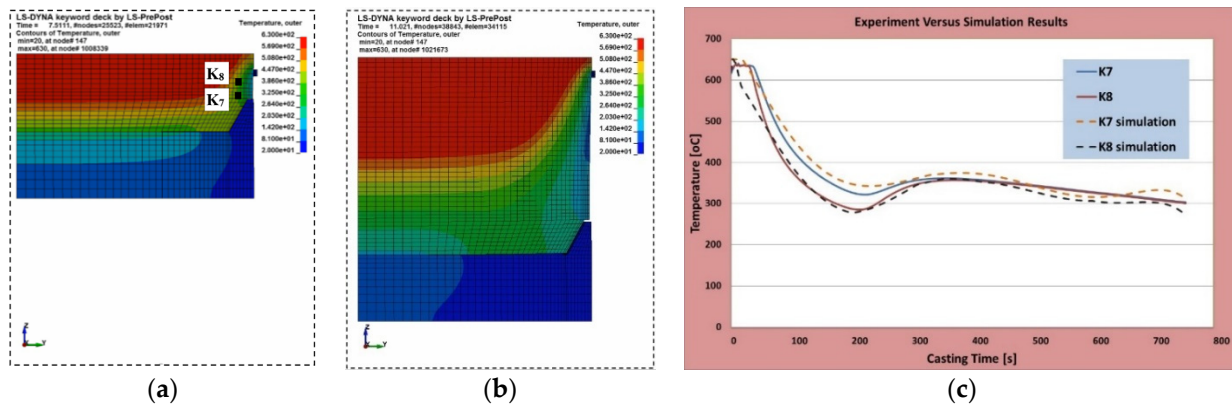 LS-DYNA keyword deck by LS-PrePost
Time = 7.5111, #nodes=25523, #elem=21971
Contours of Temperature, outer
min=20, at node# 147
max=630, at node# 1008339
Temperature, outer
6.300e+02
5.690e+02
5.080e+02
4.470e+02
3.860e+02
3.250e+02
2.640e+02
2.030e+02
1.420e+02
8.100e+01
2.000e+01
K8
K7
Z
X
Y
(a)
LS-DYNA keyword deck by LS-PrePost
Time = 11.021, #nodes=38843, #elem=34115
Contours of Temperature, outer
min=20, at node# 147
max=630, at node# 1021673
Temperature, outer
6.300e+02
5.690e+02
5.080e+02
4.470e+02
3.860e+02
3.250e+02
2.640e+02
2.030e+02
1.420e+02
8.100e+01
2.000e+01
Z
X
Y
(b)
Experiment Versus Simulation Results
Temperature [oC]
700
600
500
400
300
200
100
0
K7
K8
K7 simulation
K8 simulation
0 100 200 300 400 500 600 700 800
Casting Time [s]
(c)